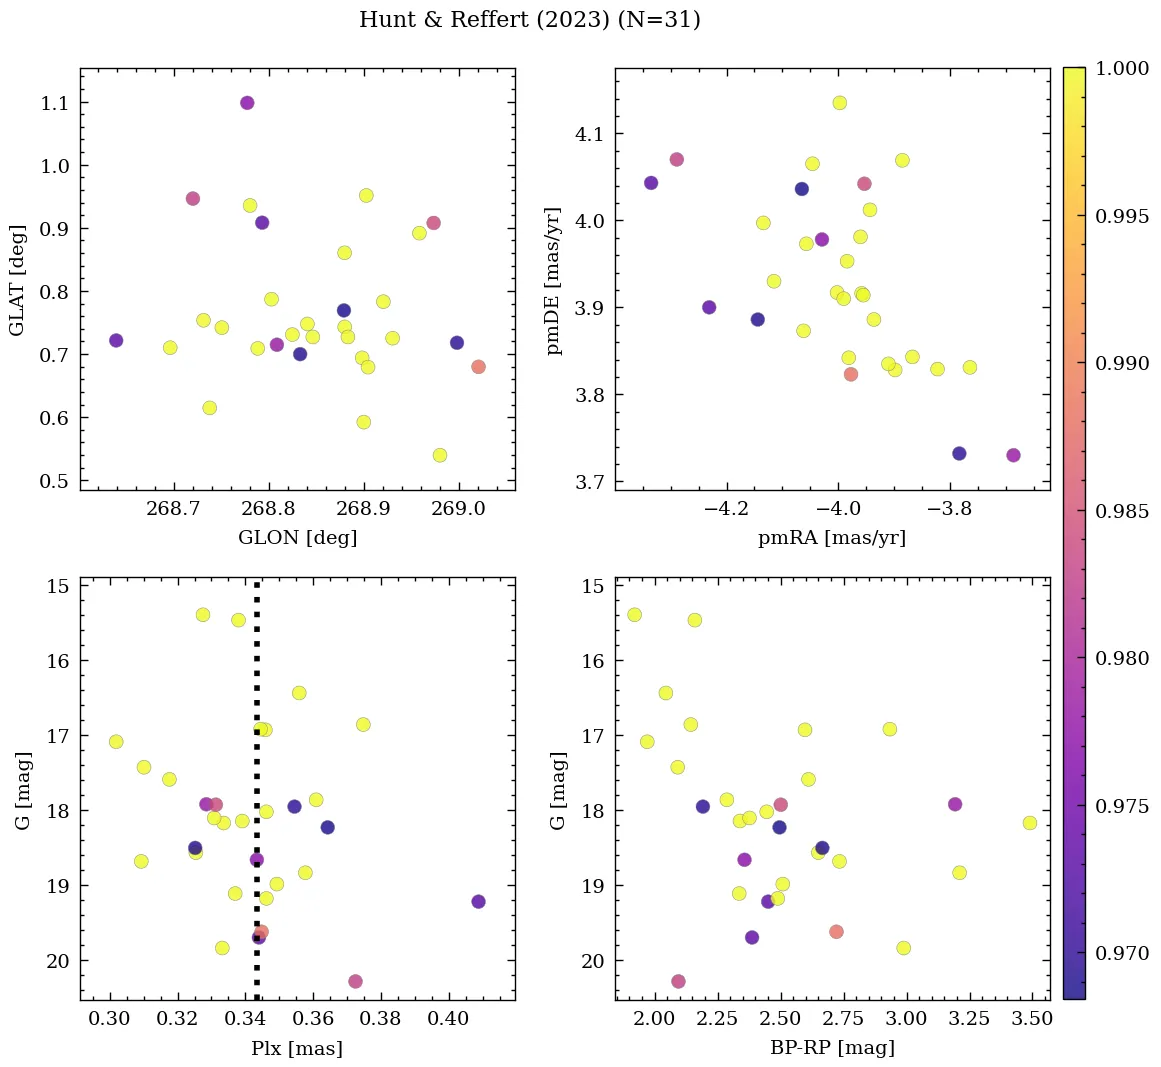 Hunt & Reffert (2023) (N=31)
1.1
1.0
0.9
0.8
0.7
0.6
0.5
GLAT [deg]
268.7 268.8 268.9 269.0
GLON [deg]
4.1
4.0
3.9
3.8
3.7
pmDE [mas/yr]
−4.2 −4.0 −3.8
pmRA [mas/yr]
15
16
17
18
19
20
G [mag]
0.30 0.32 0.34 0.36 0.38 0.40
Plx [mas]
15
16
17
18
19
20
G [mag]
2.00 2.25 2.50 2.75 3.00 3.25 3.50
BP-RP [mag]
1.000
0.995
0.990
0.985
0.980
0.975
0.970